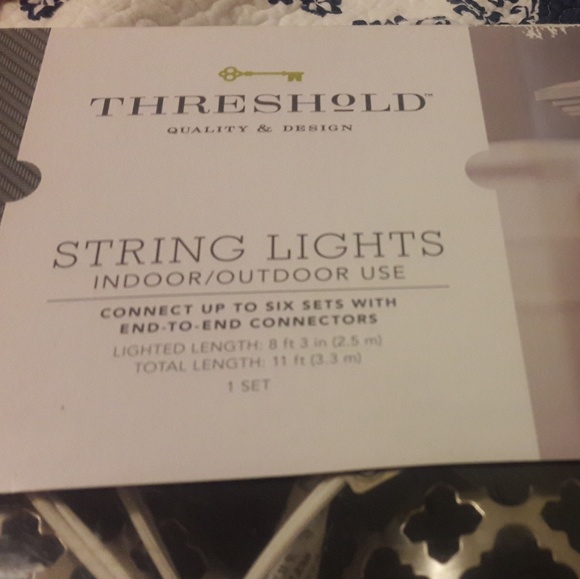 THRESHOLD™
QUALITY & DESIGN
STRING LIGHTS
INDOOR/OUTDOOR USE
CONNECT UP TO SIX SETS WITH
END-TO-END CONNECTORS
LIGHTED LENGTH: 8 ft 3 in (2.5 m)
TOTAL LENGTH: 11 ft (3.3 m)
1 SET